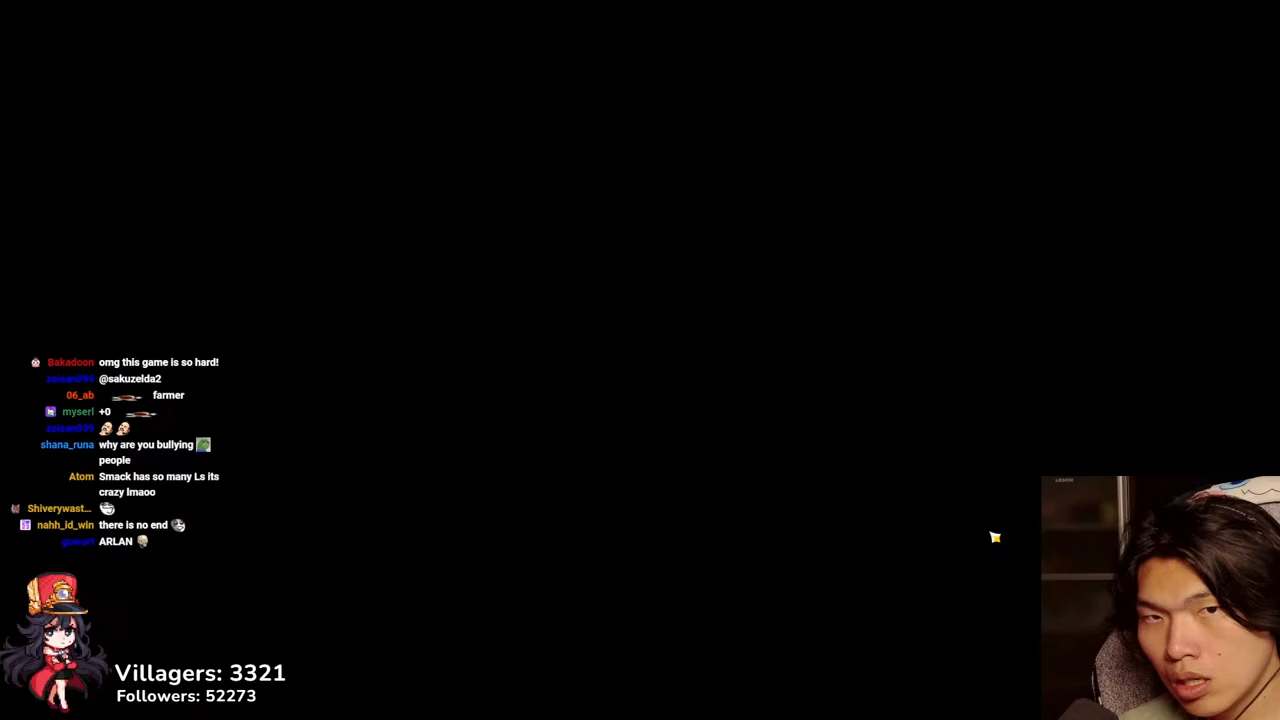 Bakadoon omg this game is so hard!
zolsan099 @sakuzelda2
06_ab farmer
myserl +0
zolsan099
shana_runa why are you bullying
people
Atom Smack has so many Ls its
crazy lmaoo
Shiverywast...
nahh_id_win there is no end
ARLAN
Villagers: 3321
Followers: 52273